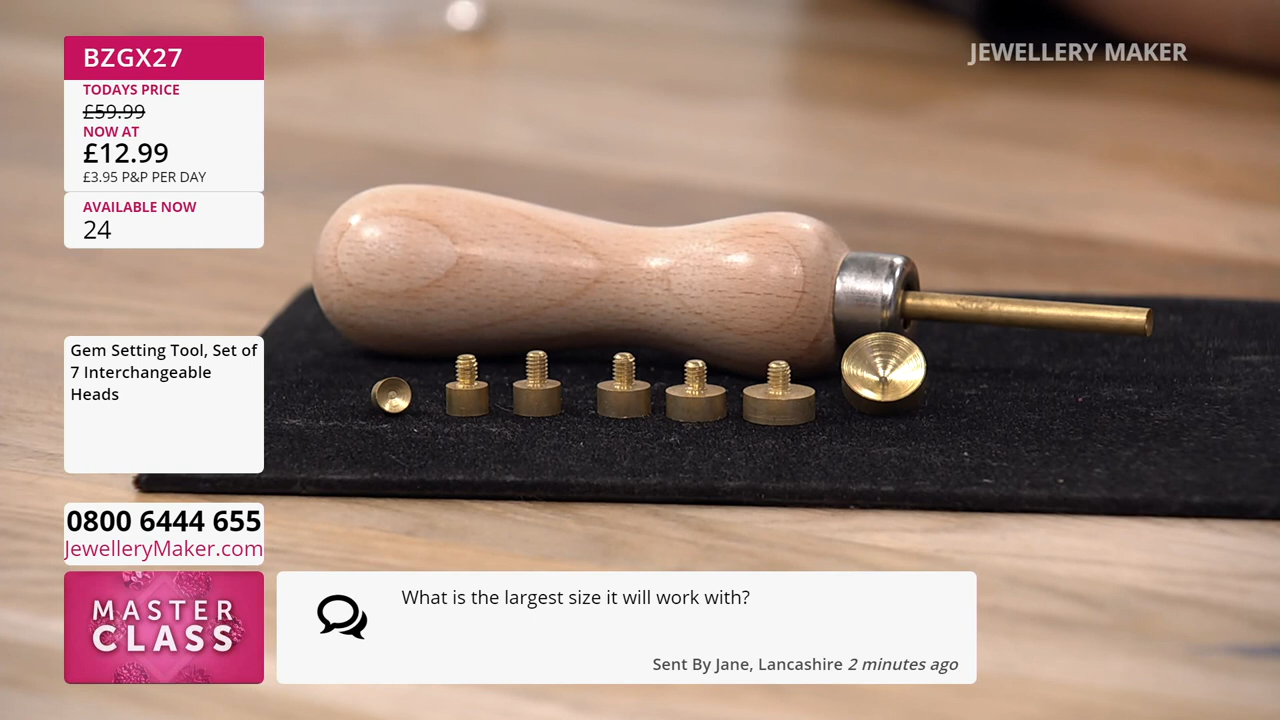 BZGX27
TODAYS PRICE
£59.99
NOW AT
£12.99
£3.95 P&P PER DAY
AVAILABLE NOW
24
JEWELLERY MAKER
Gem Setting Tool, Set of
7 Interchangeable
Heads
0800 6444 655
JewelleryMaker.com
MASTER
CLASS
What is the largest size it will work with?
Sent By Jane, Lancashire 2 minutes ago